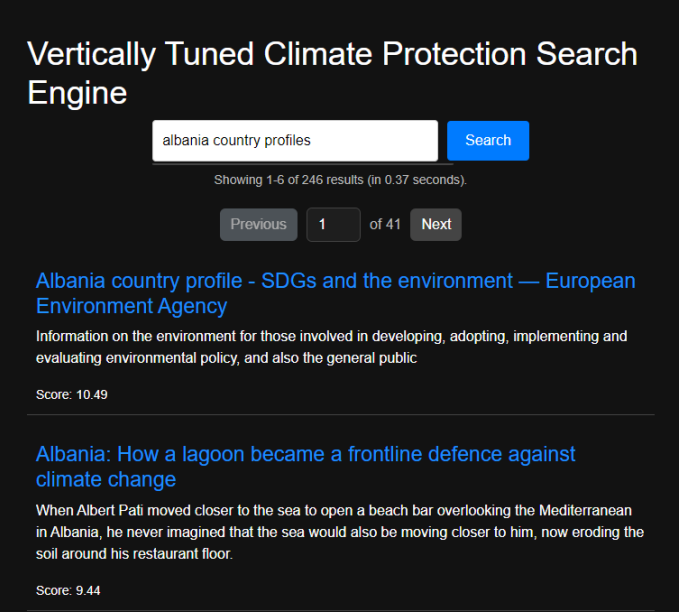 Vertically Tuned Climate Protection Search
Engine
albania country profiles
Search
Showing 1-6 of 246 results (in 0.37 seconds).
Previous
1
of 41
Next
Albania country profile - SDGs and the environment — European
Environment Agency
Information on the environment for those involved in developing, adopting, implementing and
evaluating environmental policy, and also the general public
Score: 10.49
Albania: How a lagoon became a frontline defence against
climate change
When Albert Pati moved closer to the sea to open a beach bar overlooking the Mediterranean
in Albania, he never imagined that the sea would also be moving closer to him, now eroding the
soil around his restaurant floor.
Score: 9.44